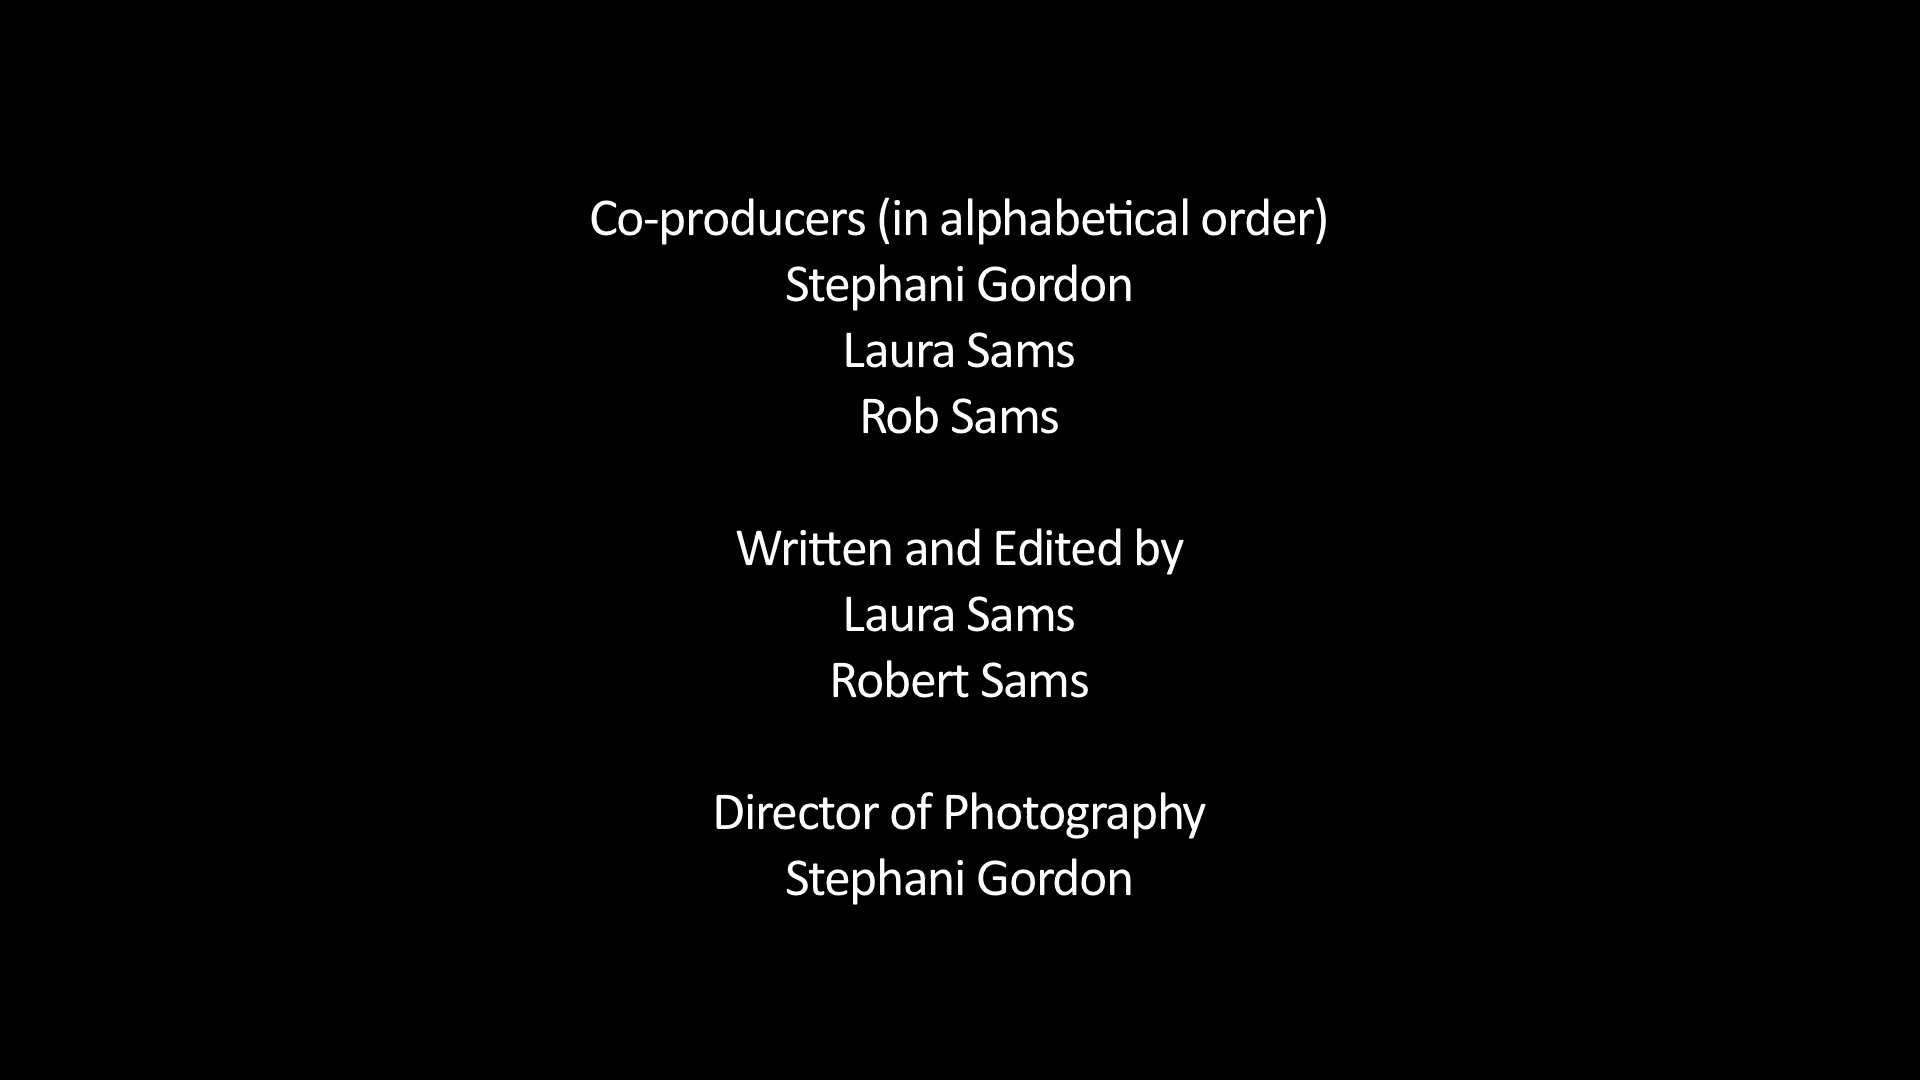 Co-producers (in alphabetical order)
Stephani Gordon
Laura Sams
Rob Sams
Written and Edited by
Laura Sams
Robert Sams
Director of Photography
Stephani Gordon